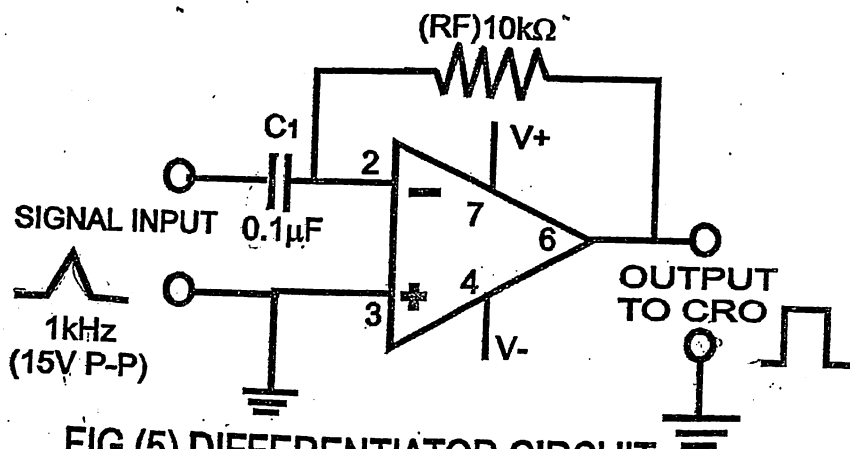 (RF)10kΩ
C1
2
V+
7
SIGNAL INPUT
0.1μF
6
3
4
OUTPUT
TO CRO
1kHz
(15V P-P)
V-
FIG (5) DIFFERENTIATOR CIRCUIT